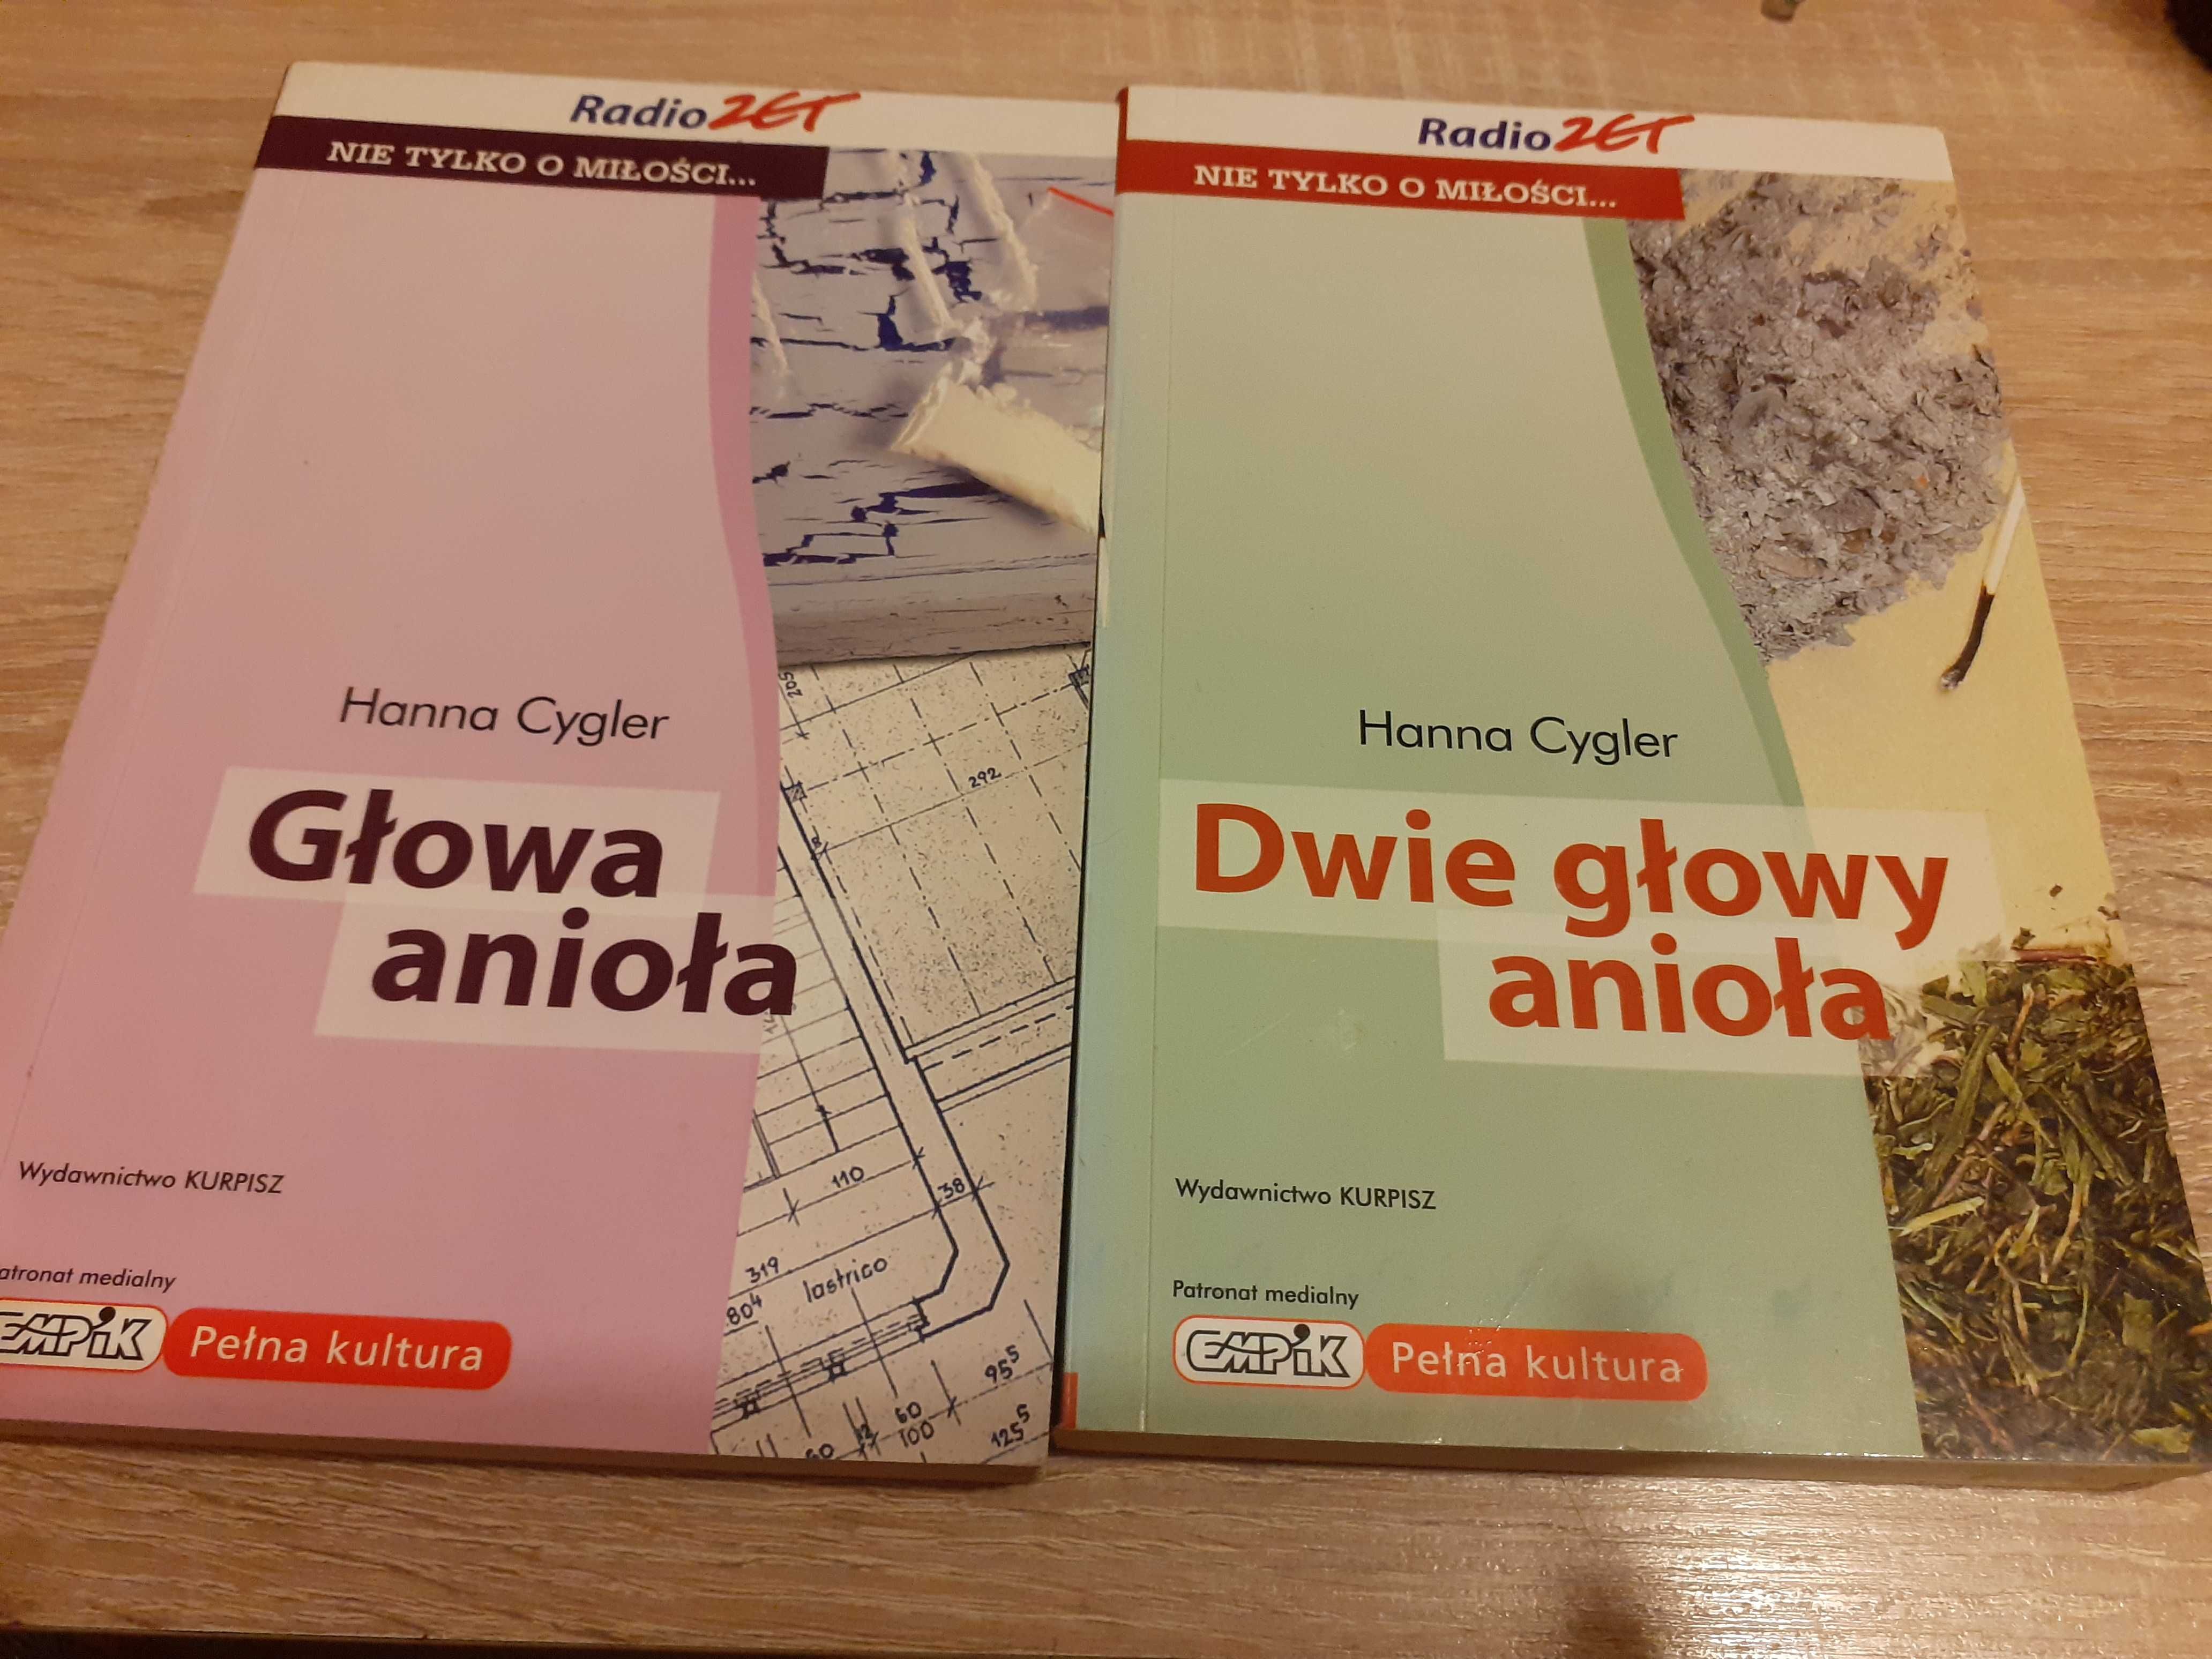 Radio ZET
NIE TYLKO O MIŁOŚCI...
Hanna Cygler
Głowa
anioła
Wydawnictwo KURPISZ
atronat medialny
EMPiK Pełna kultura
205
292
110
38
319
lastrico
80⁴
95⁵
60
100
125⁵
60
12
Radio ZET
NIE TYLKO O MIŁOŚCI...
Hanna Cygler
Dwie głowy
anioła
Wydawnictwo KURPISZ
Patronat medialny
EMPiK Pełna kultura